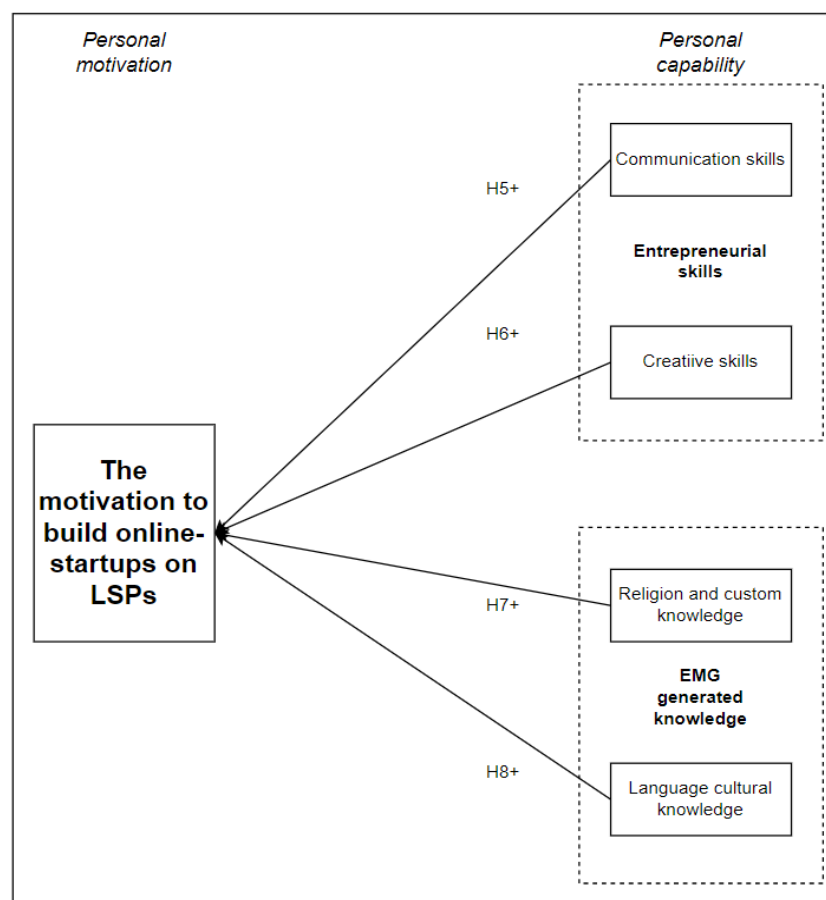 Personal
motivation
Personal
capability
Communication skills
H5+
Entrepreneurial
skills
H6+
Creatiive skills
The
motivation to
build online-
startups on
LSPs
Religion and custom
knowledge
H7+
EMG
generated
knowledge
H8+
Language cultural
knowledge